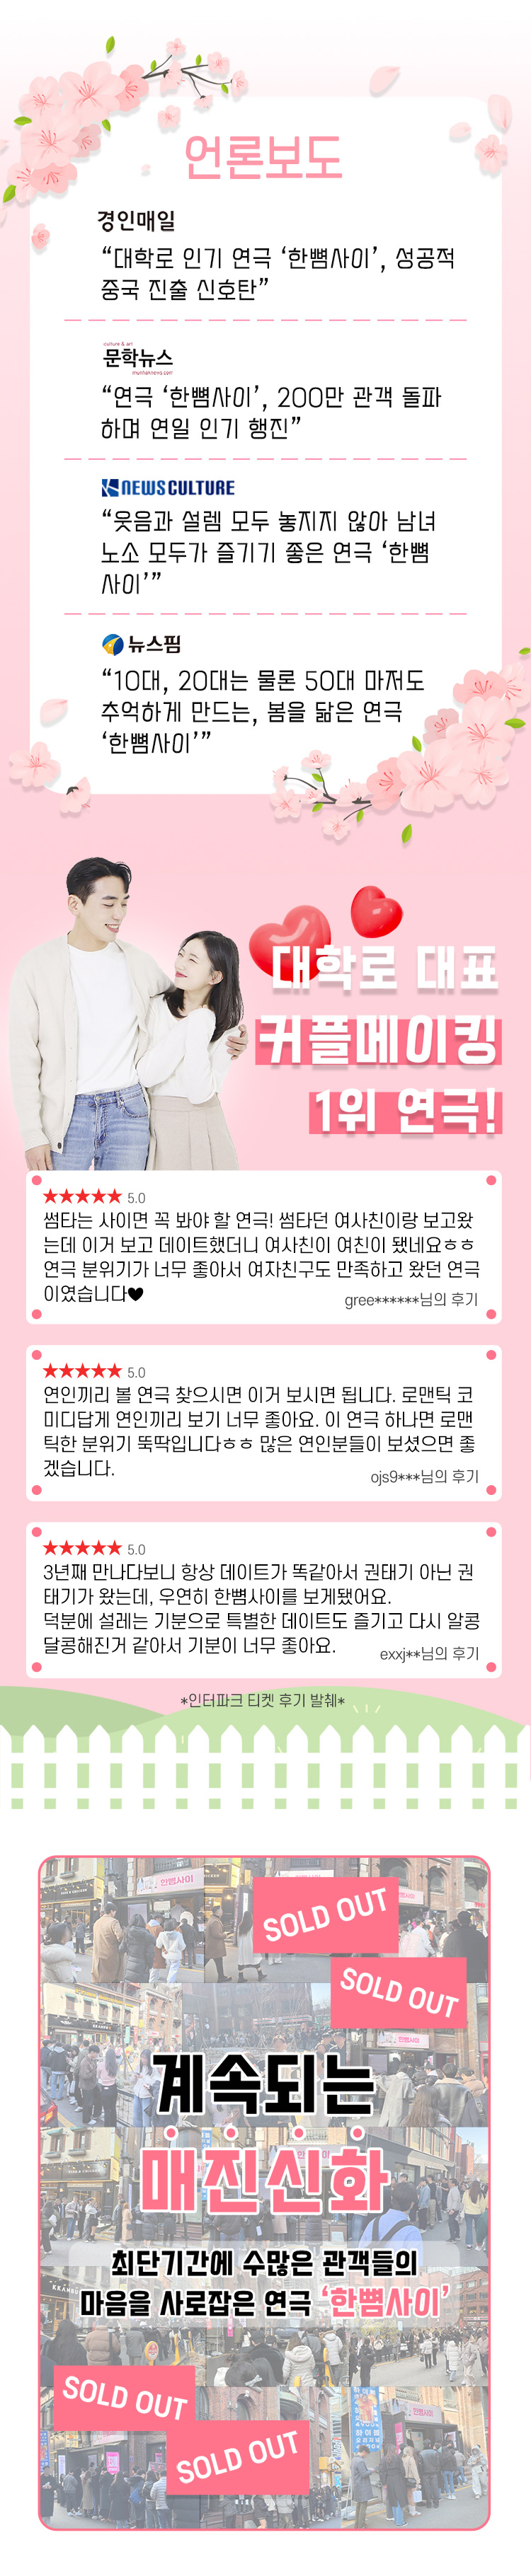 언론보도
경인매일
“대학로 인기 연극 ‘한뼘사이’, 성공적
중국 진출 신호탄”
culture & art
문학뉴스
munhaknews.com
“연극 ‘한뼘사이’, 200만 관객 돌파
하며 연일 인기 행진”
NEWSCULTURE
“웃음과 설렘 모두 놓지지 않아 남녀
노소 모두가 즐기기 좋은 연극 ‘한뼘
사이’”
뉴스핌
“10대, 20대는 물론 50대 마저도
추억하게 만드는, 봄을 닮은 연극
‘한뼘사이’”
대학로 대표
커플메이킹
1위 연극!
★★★★★ 5.0
썸타는 사이면 꼭 봐야 할 연극! 썸타던 여사친이랑 보고왔
는데 이거 보고 데이트했더니 여사친이 여친이 됐네요ㅎㅎ
연극 분위기가 너무 좋아서 여자친구도 만족하고 왔던 연극
이였습니다♥
gree******님의 후기
★★★★★ 5.0
연인끼리 볼 연극 찾으시면 이거 보시면 됩니다. 로맨틱 코
미디답게 연인끼리 보기 너무 좋아요. 이 연극 하나면 로맨
틱한 분위기 뚝딱입니다ㅎㅎ 많은 연인분들이 보셨으면 좋
겠습니다.
ojs9***님의 후기
★★★★★ 5.0
3년째 만나다보니 항상 데이트가 똑같아서 권태기 아닌 권
태기가 왔는데, 우연히 한뼘사이를 보게됐어요.
덕분에 설레는 기분으로 특별한 데이트도 즐기고 다시 알콩
달콩해진거 같아서 기분이 너무 좋아요.
exxj**님의 후기
*인터파크 티켓 후기 발췌*
한뼘사이
SOLD OUT
SOLD OUT
한뼘사이
계속되는
매진신화
최단기간에 수많은 관객들의
마음을 사로잡은 연극 ‘한뼘사이’
SOLD OUT
SOLD OUT
한뼘사이